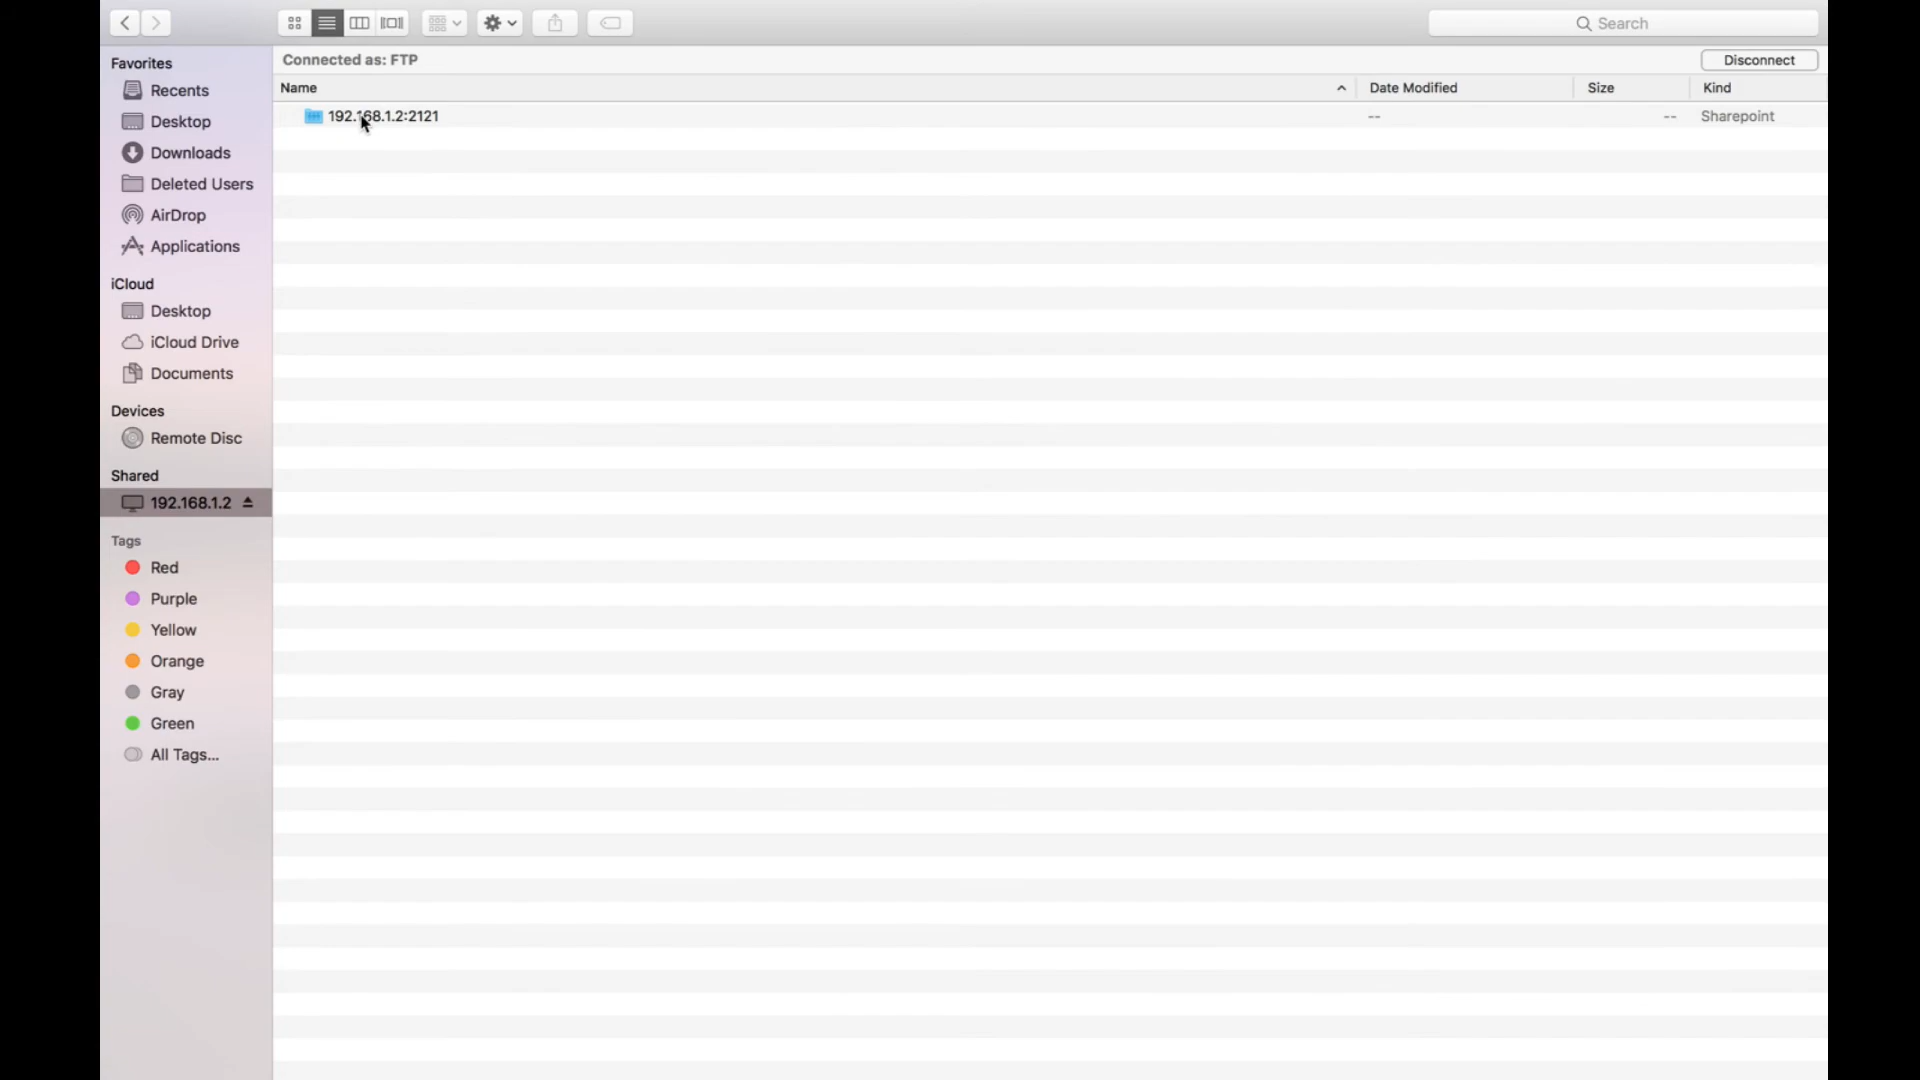 Search
Favorites
Recents
Desktop
Downloads
Deleted Users
AirDrop
Applications
iCloud
Desktop
iCloud Drive
Documents
Devices
Remote Disc
Shared
192.168.1.2
Tags
Red
Purple
Yellow
Orange
Gray
Green
All Tags...
Connected as: FTP
Disconnect
Name Date Modified Size Kind
192.168.1.2:2121 -- -- Sharepoint